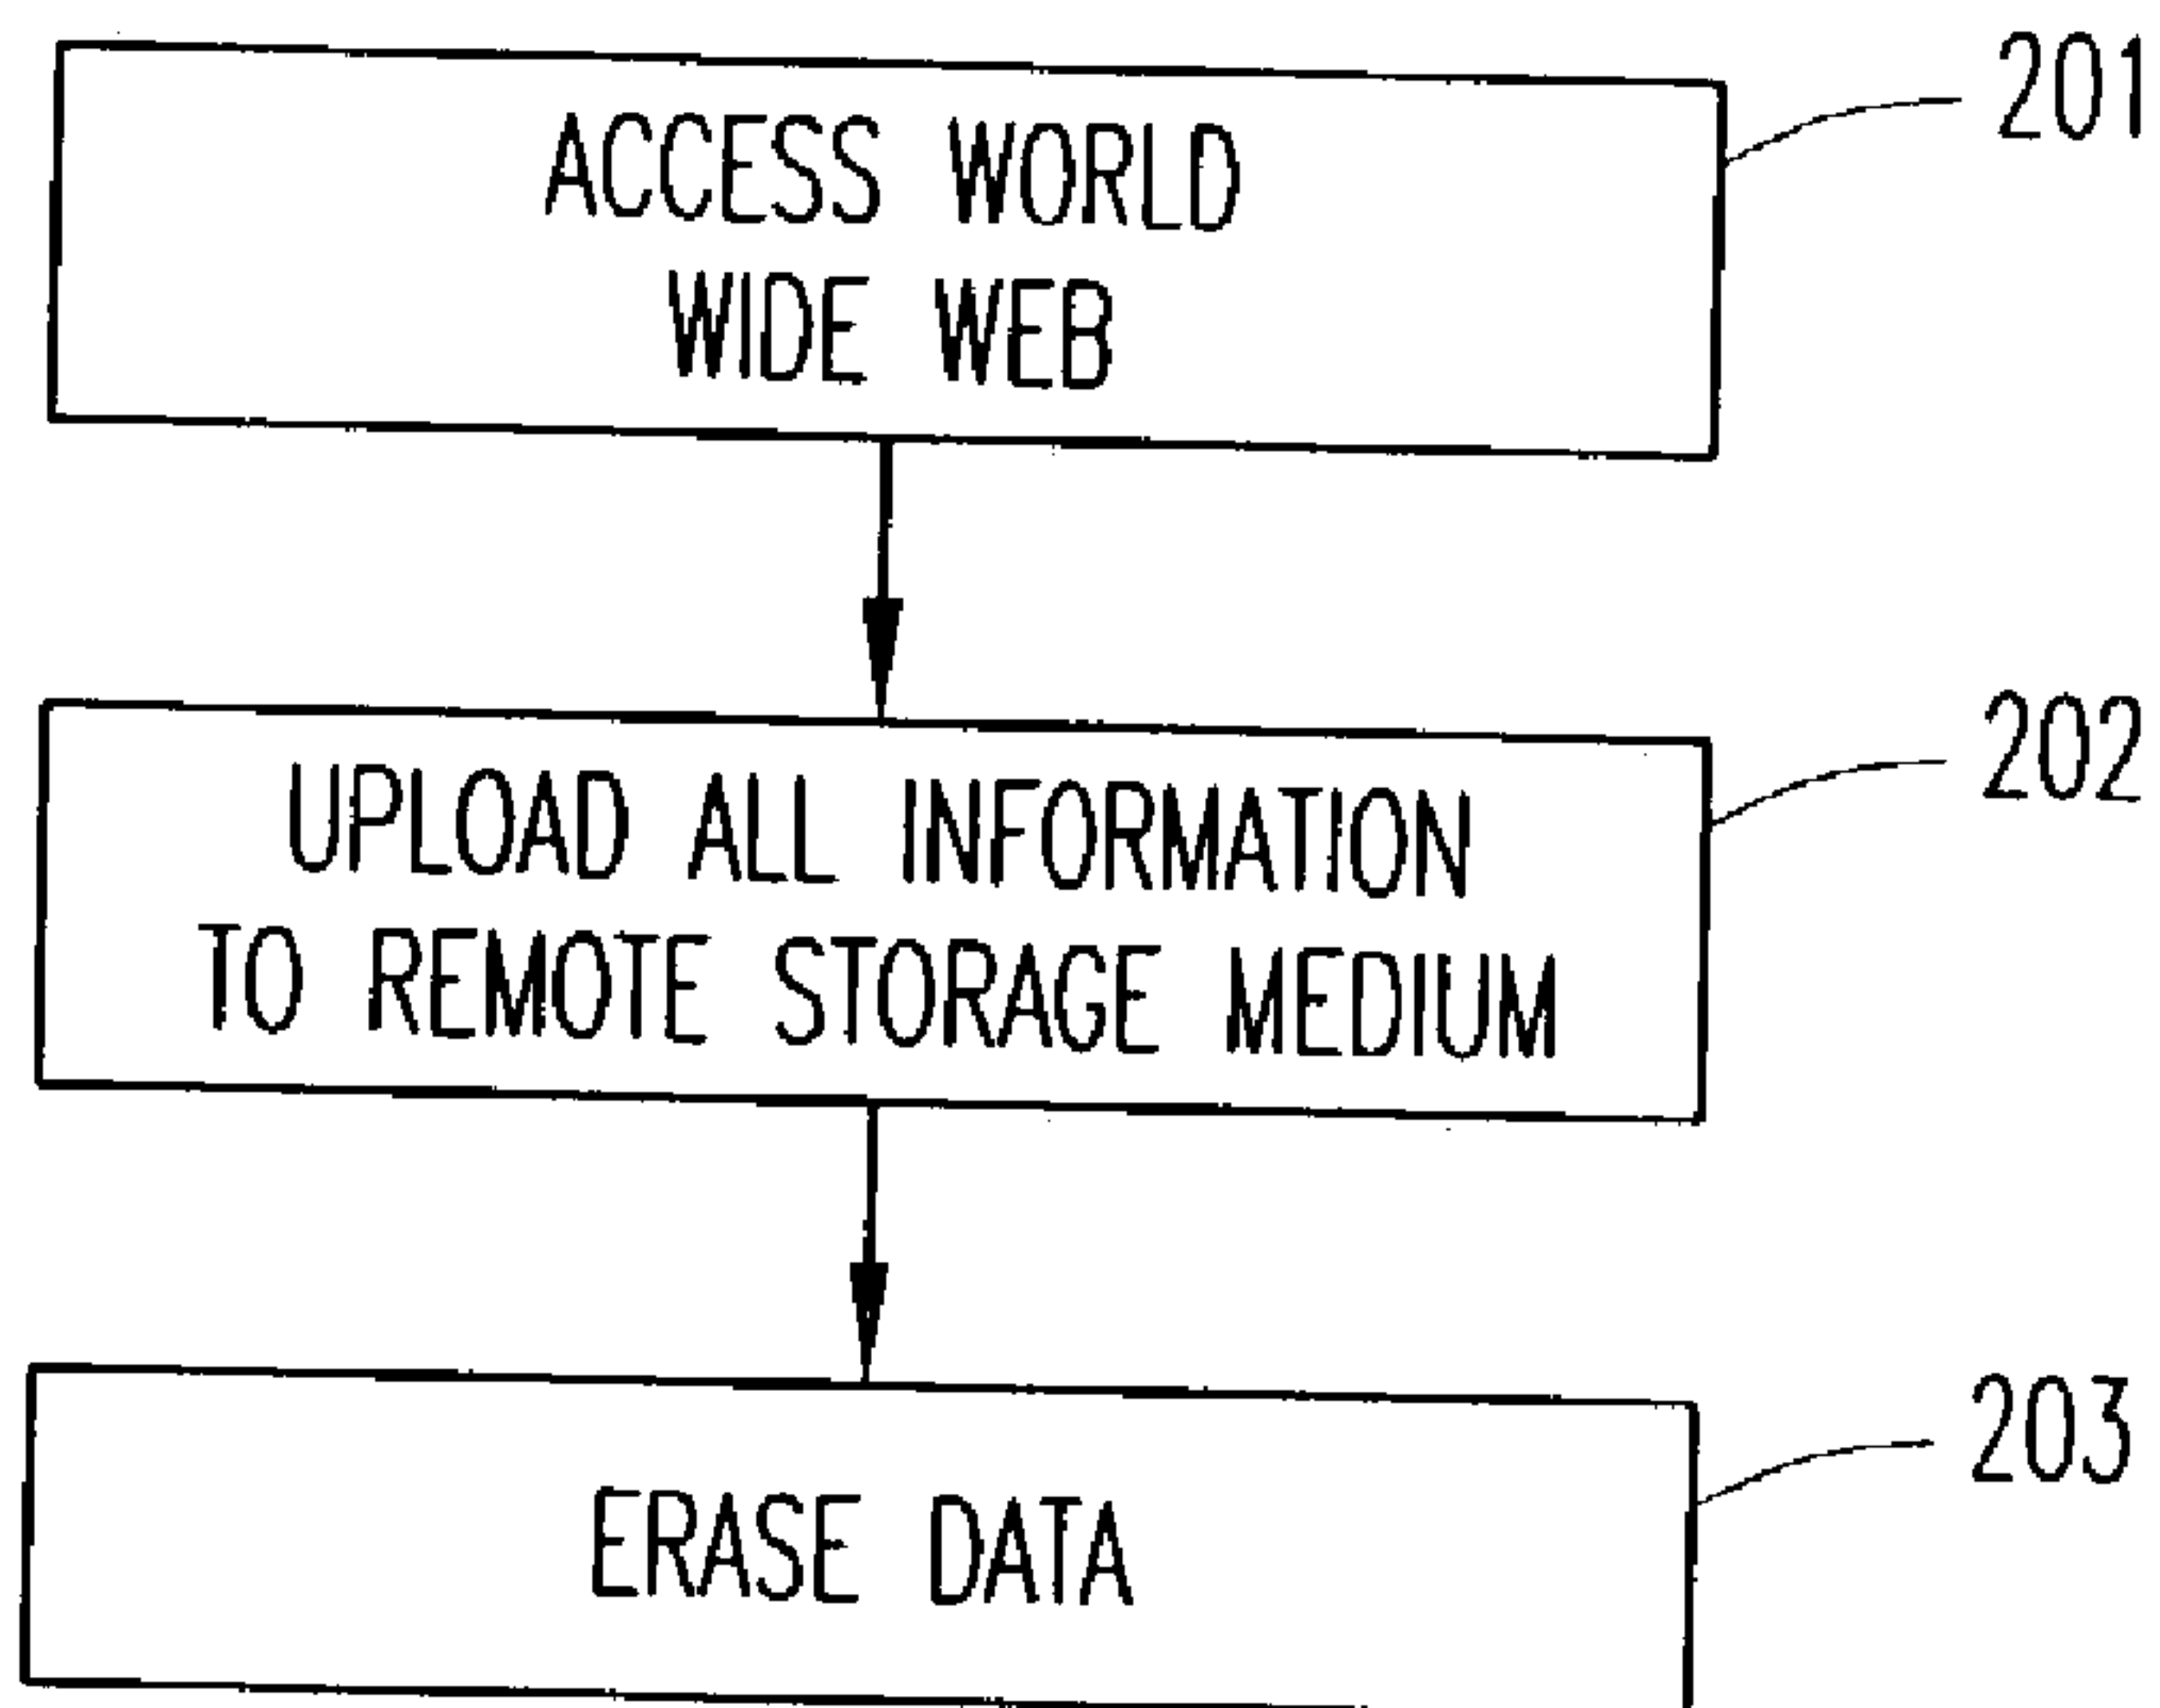 ACCESS WORLD
WIDE WEB
201
UPLOAD ALL INFORMATION
TO REMOTE STORAGE MEDIUM
202
ERASE DATA
203